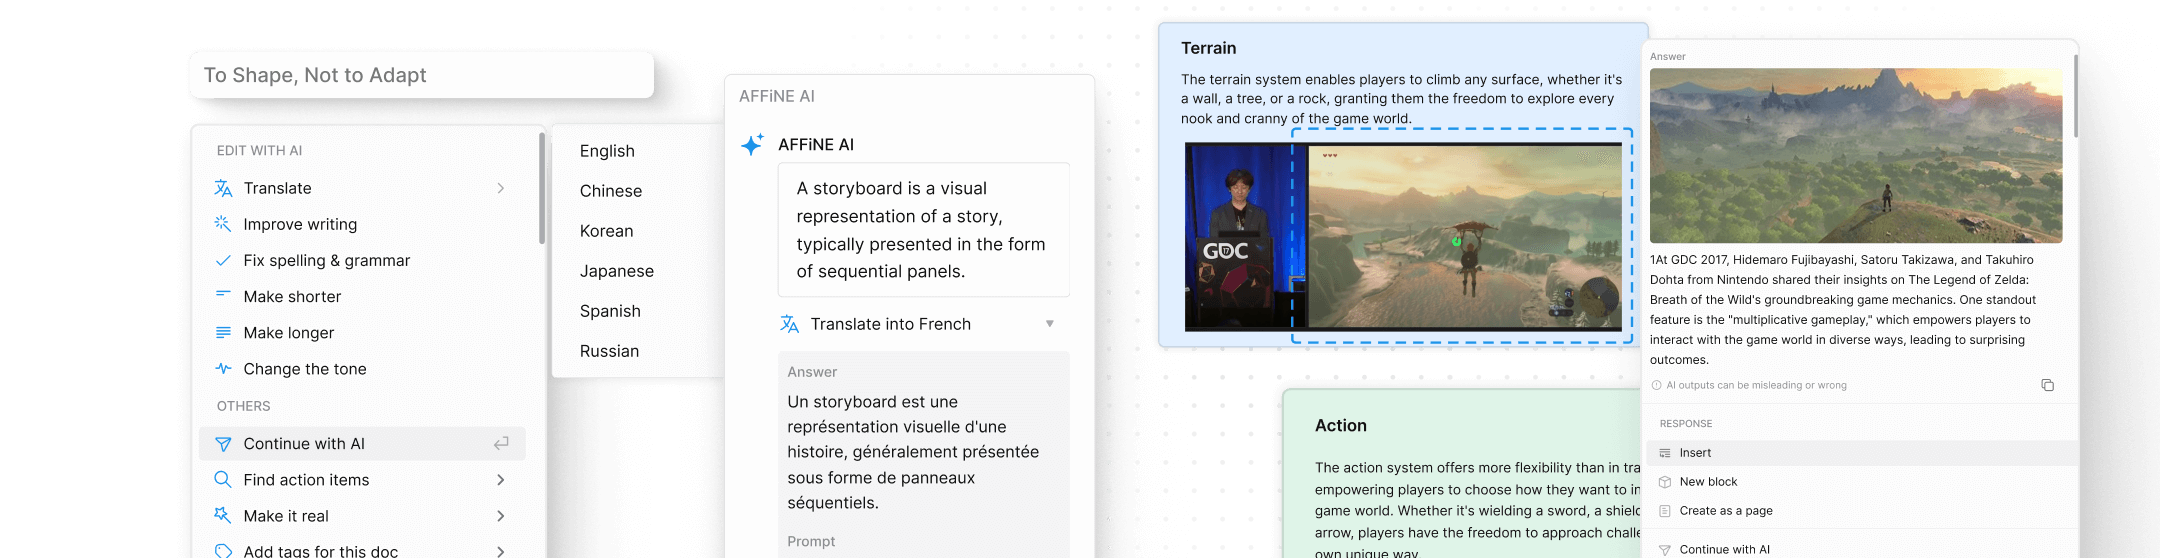 To Shape, Not to Adapt
EDIT WITH AI
Translate
Improve writing
Fix spelling & grammar
Make shorter
Make longer
Change the tone
OTHERS
Continue with AI
Find action items
Make it real
Add tags for this doc
English
Chinese
Korean
Japanese
Spanish
Russian
AFFiNE AI
AFFiNE AI
A storyboard is a visual
representation of a story,
typically presented in the form
of sequential panels.
Translate into French
Answer
Un storyboard est une
représentation visuelle d'une
histoire, généralement présentée
sous forme de panneaux
séquentiels.
Prompt
Terrain
The terrain system enables players to climb any surface, whether it's
a wall, a tree, or a rock, granting them the freedom to explore every
nook and cranny of the game world.
GDC
17
Action
The action system offers more flexibility than in tra
empowering players to choose how they want to in
game world. Whether it's wielding a sword, a shield
arrow, players have the freedom to approach challe
own unique way.
Answer
1At GDC 2017, Hidemaro Fujibayashi, Satoru Takizawa, and Takuhiro
Dohta from Nintendo shared their insights on The Legend of Zelda:
Breath of the Wild's groundbreaking game mechanics. One standout
feature is the "multiplicative gameplay," which empowers players to
interact with the game world in diverse ways, leading to surprising
outcomes.
AI outputs can be misleading or wrong
RESPONSE
Insert
New block
Create as a page
Continue with AI